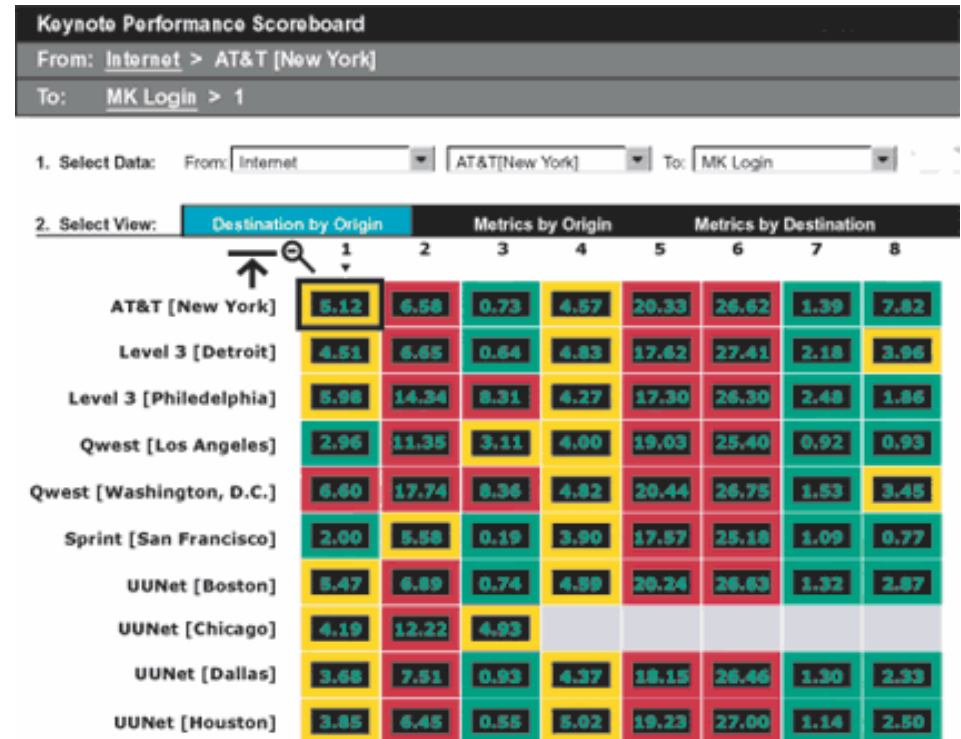 Keynote Performance Scoreboard
From: Internet > AT&T [New York]
To: MK Login > 1
1. Select Data: From: Internet AT&T[New York] To: MK Login
2. Select View: Destination by Origin Metrics by Origin Metrics by Destination
1 2 3 4 5 6 7 8
AT&T [New York] 5.12 6.58 0.73 4.57 20.33 26.62 1.39 7.82
Level 3 [Detroit] 4.51 6.65 0.64 4.83 17.62 27.41 2.18 3.96
Level 3 [Philedelphia] 5.98 14.34 8.31 4.27 17.30 26.30 2.48 1.86
Qwest [Los Angeles] 2.96 11.35 3.11 4.00 19.03 25.40 0.92 0.93
Qwest [Washington, D.C.] 6.60 17.74 8.36 4.82 20.44 26.75 1.53 3.45
Sprint [San Francisco] 2.00 5.58 0.19 3.90 17.57 25.18 1.09 0.77
UUNet [Boston] 5.47 6.89 0.74 4.59 20.24 26.63 1.32 2.87
UUNet [Chicago] 4.19 12.22 4.93
UUNet [Dallas] 3.68 7.51 0.93 4.37 18.15 26.46 1.30 2.33
UUNet [Houston] 3.85 6.45 0.55 5.02 19.23 27.00 1.14 2.50